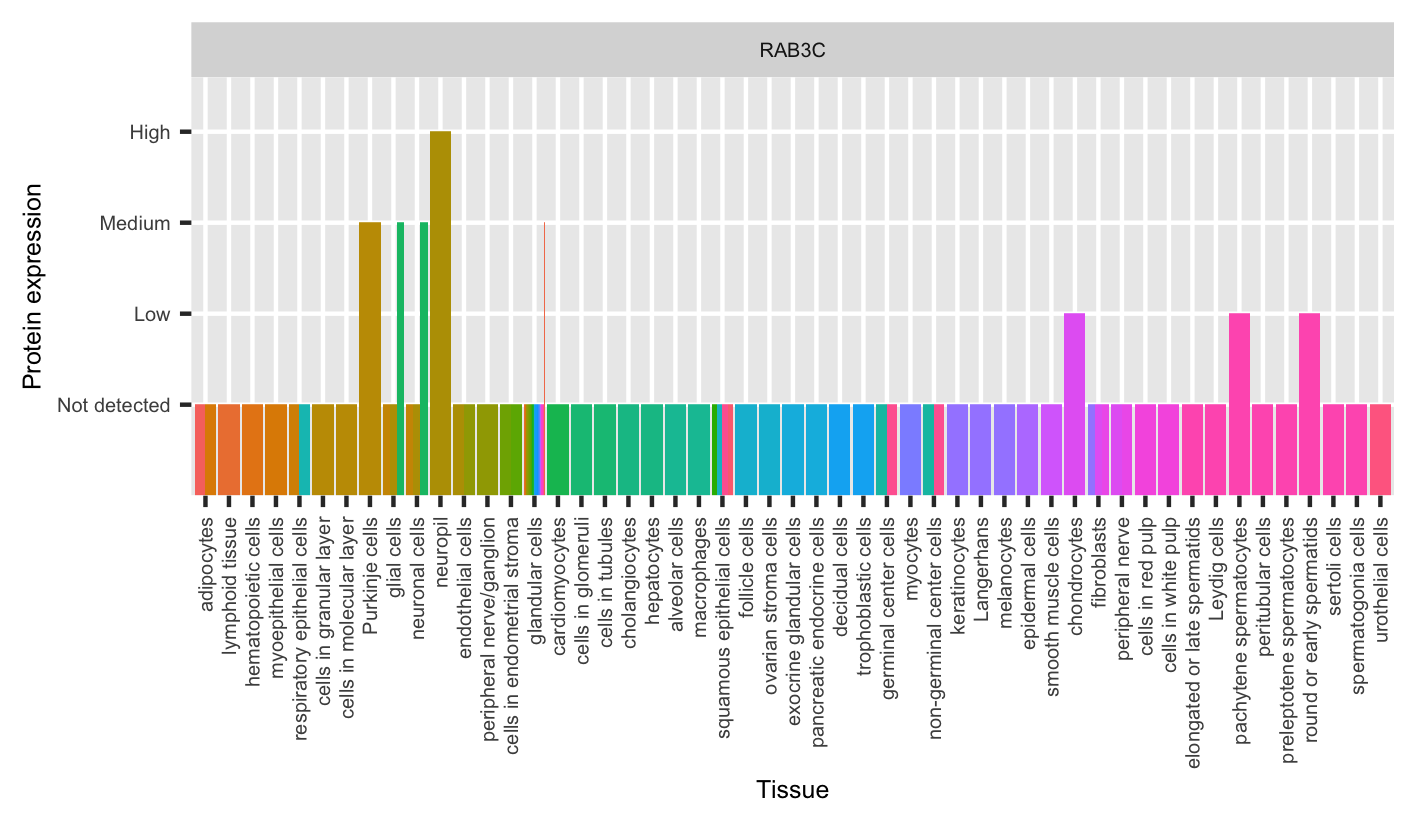 RAB3C
High
Medium
Low
Not detected
Protein expression
adipocytes
lymphoid tissue
hematopoietic cells
myoepithelial cells
respiratory epithelial cells
cells in granular layer
cells in molecular layer
Purkinje cells
glial cells
neuronal cells
neuropil
endothelial cells
peripheral nerve/ganglion
cells in endometrial stroma
glandular cells
cardiomyocytes
cells in glomeruli
cells in tubules
cholangiocytes
hepatocytes
alveolar cells
macrophages
squamous epithelial cells
follicle cells
ovarian stroma cells
exocrine glandular cells
pancreatic endocrine cells
decidual cells
trophoblastic cells
germinal center cells
myocytes
non-germinal center cells
keratinocytes
Langerhans
melanocytes
epidermal cells
smooth muscle cells
chondrocytes
fibroblasts
peripheral nerve
cells in red pulp
cells in white pulp
elongated or late spermatids
Leydig cells
pachytene spermatocytes
peritubular cells
preleptotene spermatocytes
round or early spermatids
sertoli cells
spermatogonia cells
urothelial cells
Tissue